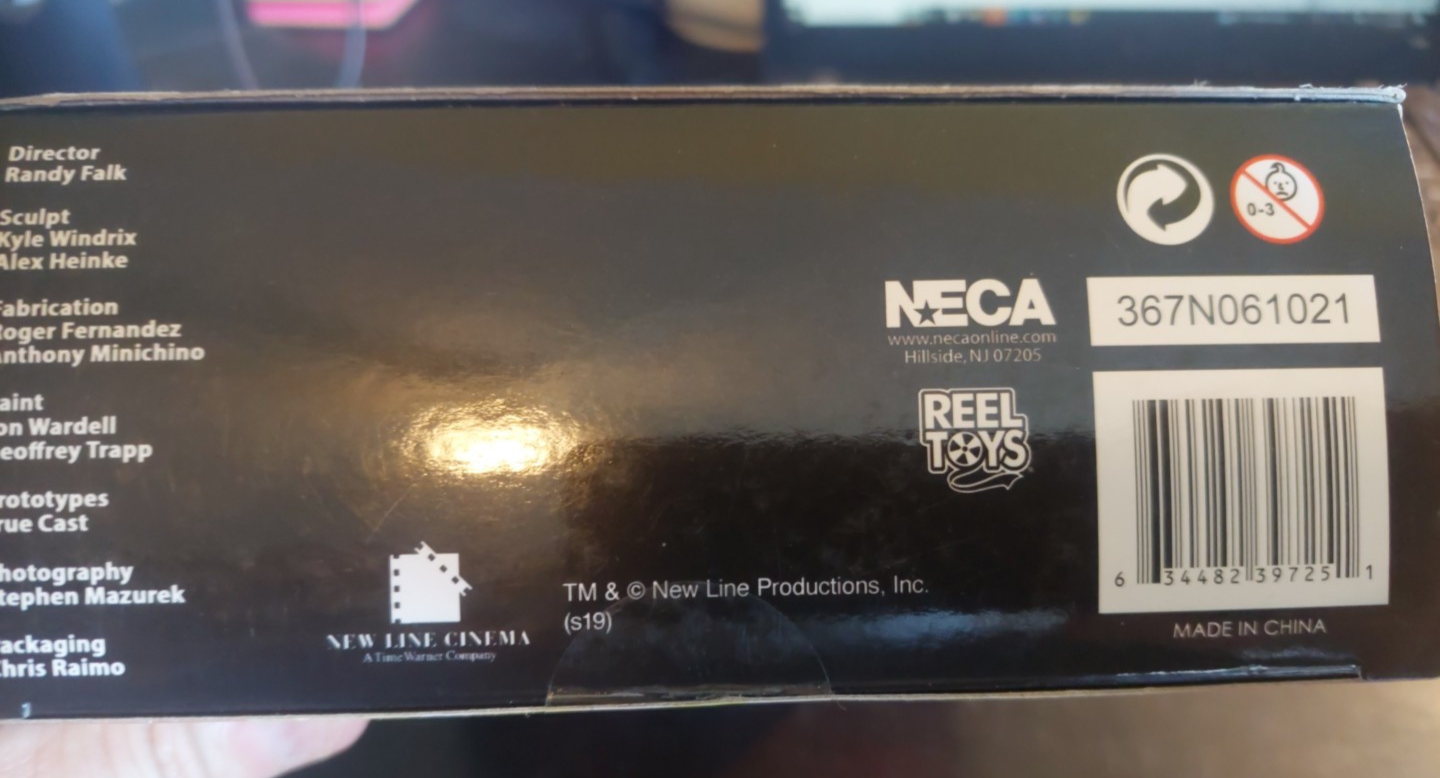 Director
Randy Falk
Sculpt
Kyle Windrix
Alex Heinke
Fabrication
Roger Fernandez
Anthony Minichino
aint
on Wardell
eoffrey Trapp
rototypes
rue Cast
hotography
tephen Mazurek
ackaging
Chris Raimo
NEW LINE CINEMA
A Time Warner Company
TM & © New Line Productions, Inc.
(s19)
NECA
www.necaonline.com
Hillside, NJ 07205
REEL
TOYS
0-3
367N061021
6 34482 39725 1
MADE IN CHINA